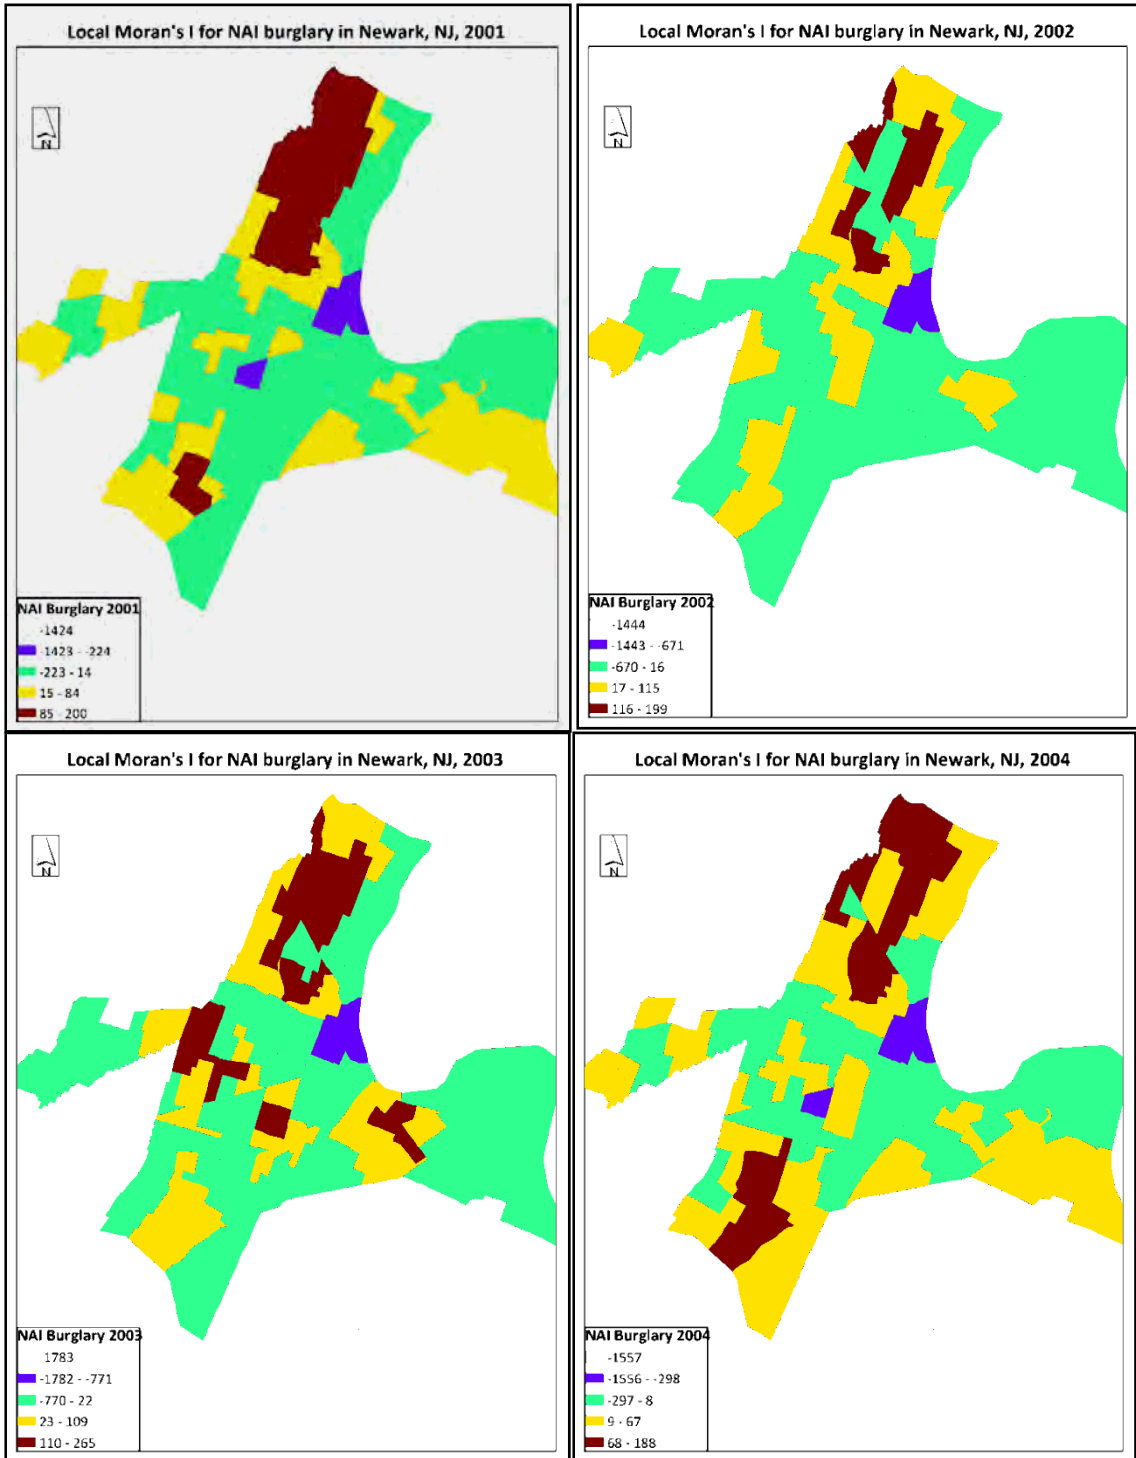 Local Moran's I for NAI burglary in Newark, NJ, 2001
N
NAI Burglary 2001
-1424
-1423 - -224
-223 - 14
15 - 84
85 - 200
Local Moran's I for NAI burglary in Newark, NJ, 2002
N
NAI Burglary 2002
-1444
-1443 - -671
-670 - 16
17 - 115
116 - 199
Local Moran's I for NAI burglary in Newark, NJ, 2003
N
NAI Burglary 2003
1783
-1782 - -771
-770 - 22
23 - 109
110 - 265
Local Moran's I for NAI burglary in Newark, NJ, 2004
N
NAI Burglary 2004
-1557
-1556 - -298
-297 - 8
9 - 67
68 - 188